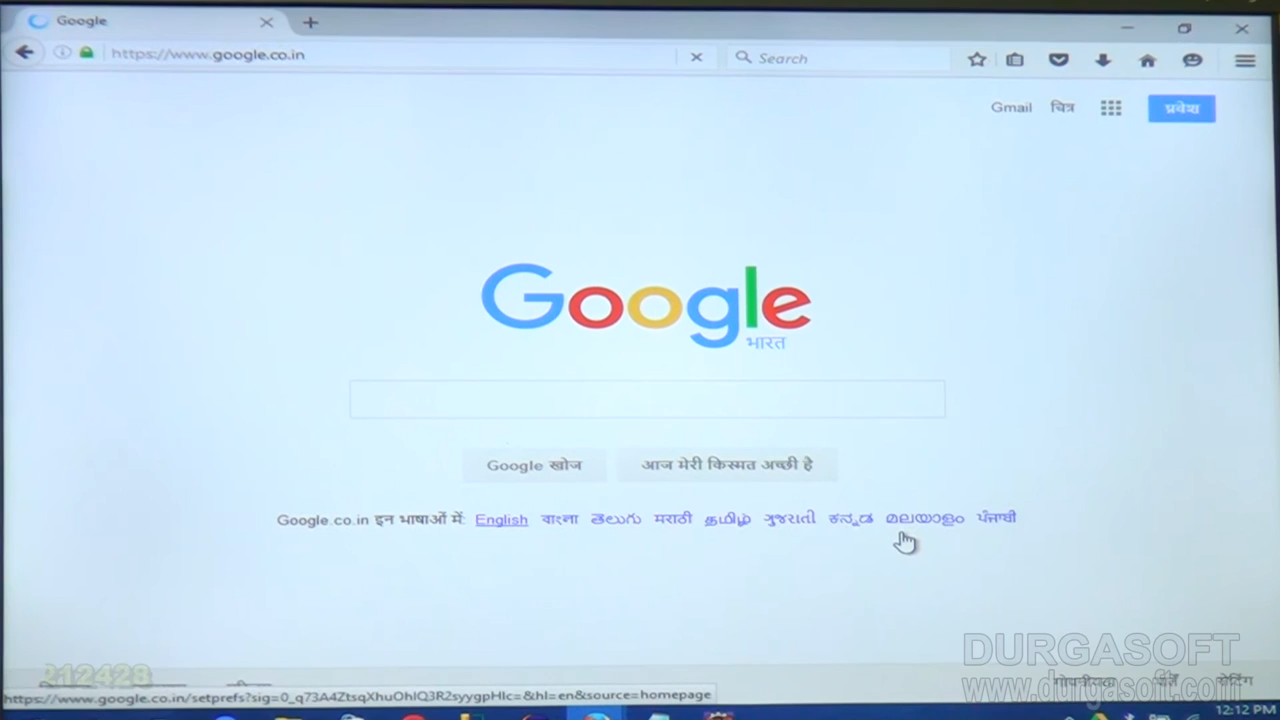 Google
https://www.google.co.in
Search
Gmail चित्र प्रवेश
Google
भारत
Google खोज आज मेरी किस्मत अच्छी है
Google.co.in इन भाषाओं में: English বাংলা తెలుగు मराठी தமிழ் ગુજરાતી ಕನ್ನಡ മലയാളം ਪੰਜਾਬੀ
DURGASOFT
212428
www.durgasoft.com
https://www.google.co.in/setprefs?sig=0_q73A4ZtsqXhuOhlQ3R2syygpHlc=&hl=en&source=homepage
12:12 PM